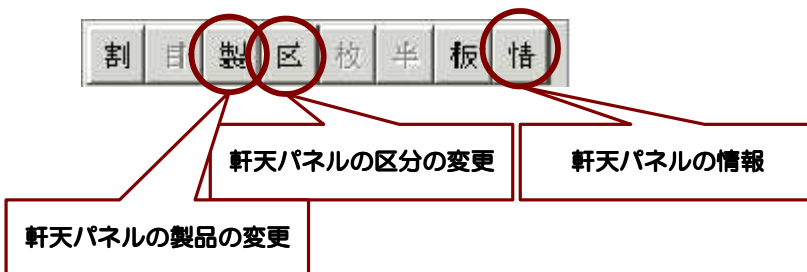 割 目 製 区 枚 半 板 情
軒天パネルの区分の変更
軒天パネルの情報
軒天パネルの製品の変更